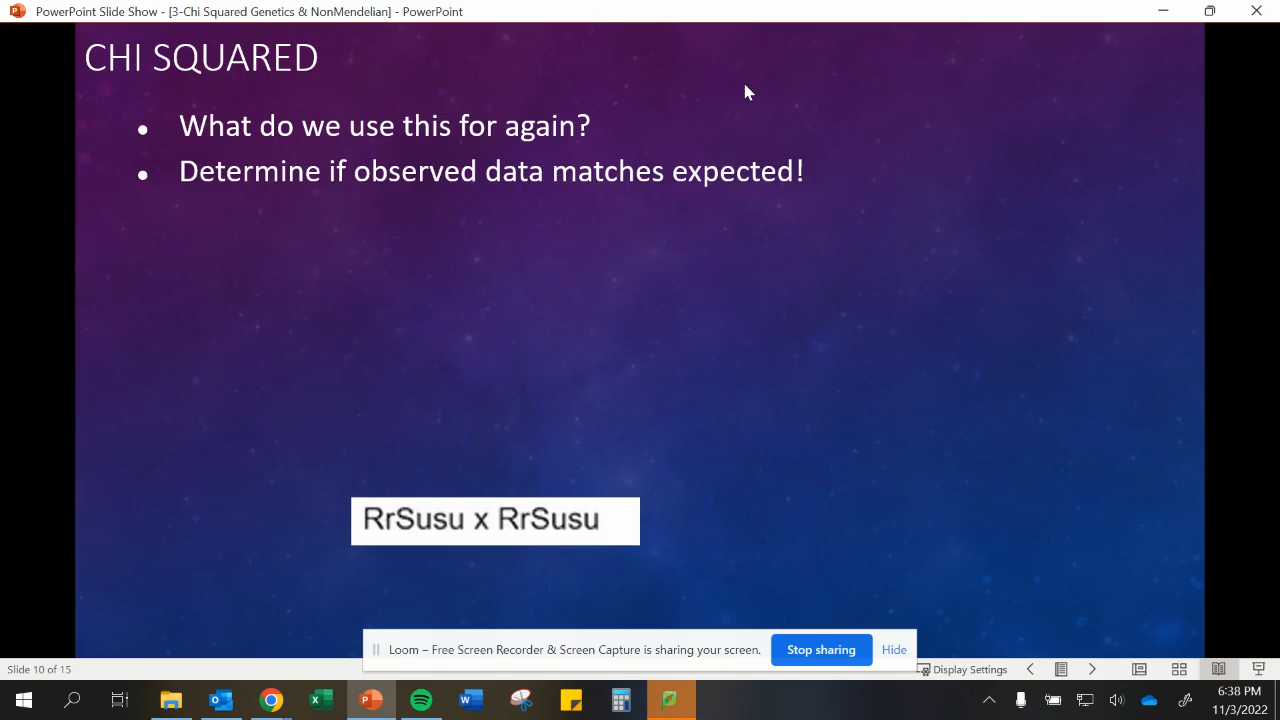 PowerPoint Slide Show - [3-Chi Squared Genetics & NonMendelian] - PowerPoint
CHI SQUARED
• What do we use this for again?
• Determine if observed data matches expected!
RrSusu x RrSusu
Loom – Free Screen Recorder & Screen Capture is sharing your screen.
Stop sharing
Hide
Slide 10 of 15
Display Settings
6:38 PM
11/3/2022